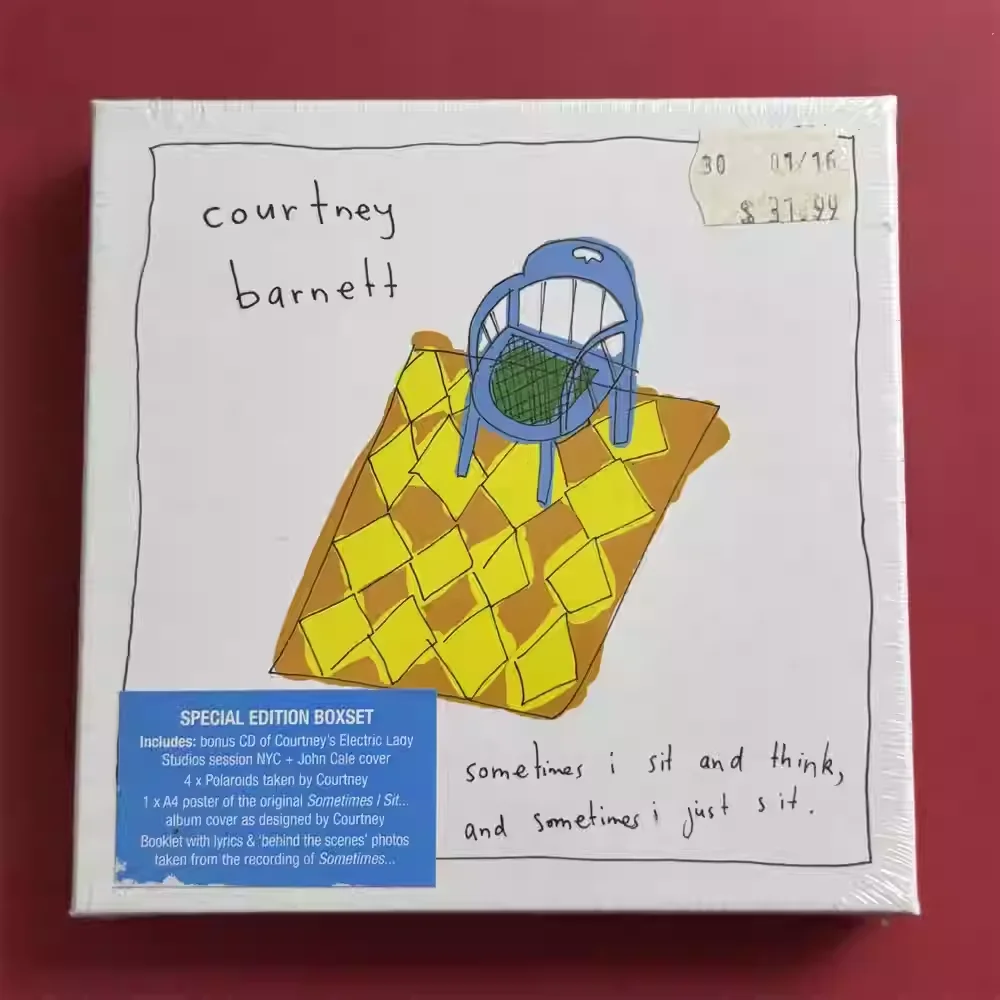 30 01/16
$ 31.99
courtney
barnett
sometimes i sit and think,
and sometimes i just sit.
SPECIAL EDITION BOXSET
Includes: bonus CD of Courtney's Electric Lady
Studios session NYC + John Cale cover
4 x Polaroids taken by Courtney
1 x A4 poster of the original Sometimes I Sit...
album cover as designed by Courtney
Booklet with lyrics & 'behind the scenes' photos
taken from the recording of Sometimes...